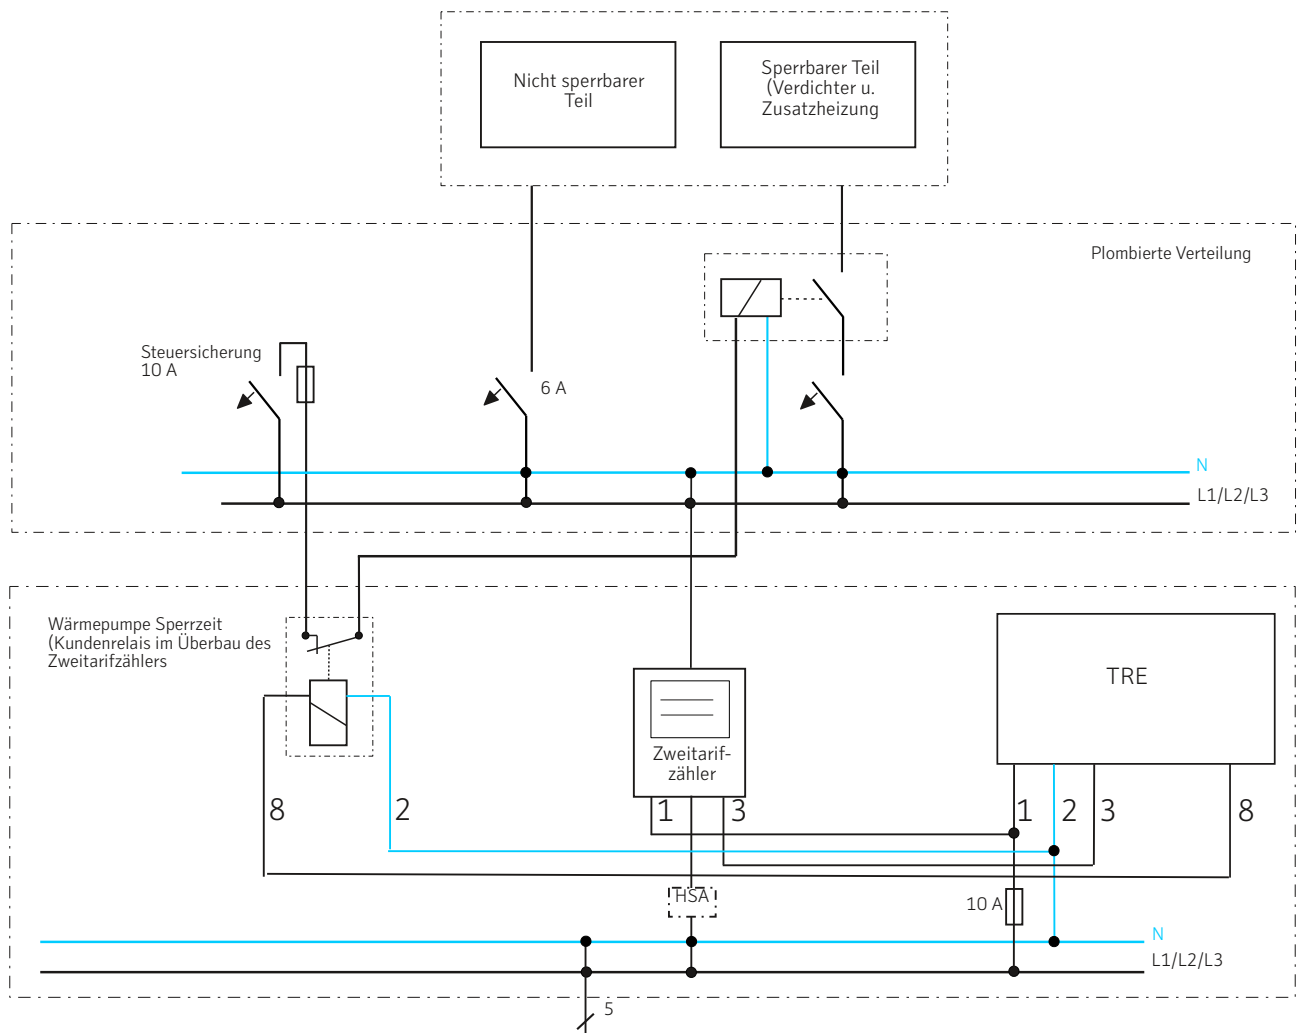 Nicht sperrbarer
Teil
Sperrbarer Teil
(Verdichter u.
Zusatzheizung
Plombierte Verteilung
Steuersicherung
10 A
6 A
N
L1/L2/L3
Wärmepumpe Sperrzeit
(Kundenrelais im Überbau des
Zweitarifzählers
TRE
Zweitarif-
zähler
8
2
1
3
1
2
3
8
HSA
10 A
N
L1/L2/L3
5